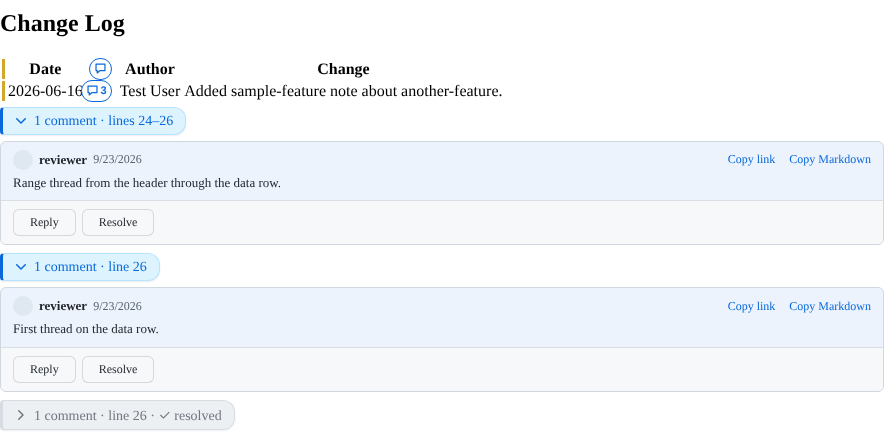 Change Log
Date Author Change
2026-06-16 3 Test User Added sample-feature note about another-feature.
1 comment · lines 24–26
reviewer 9/23/2026 Copy link Copy Markdown
Range thread from the header through the data row.
Reply Resolve
1 comment · line 26
reviewer 9/23/2026 Copy link Copy Markdown
First thread on the data row.
Reply Resolve
1 comment · line 26 · ✓ resolved